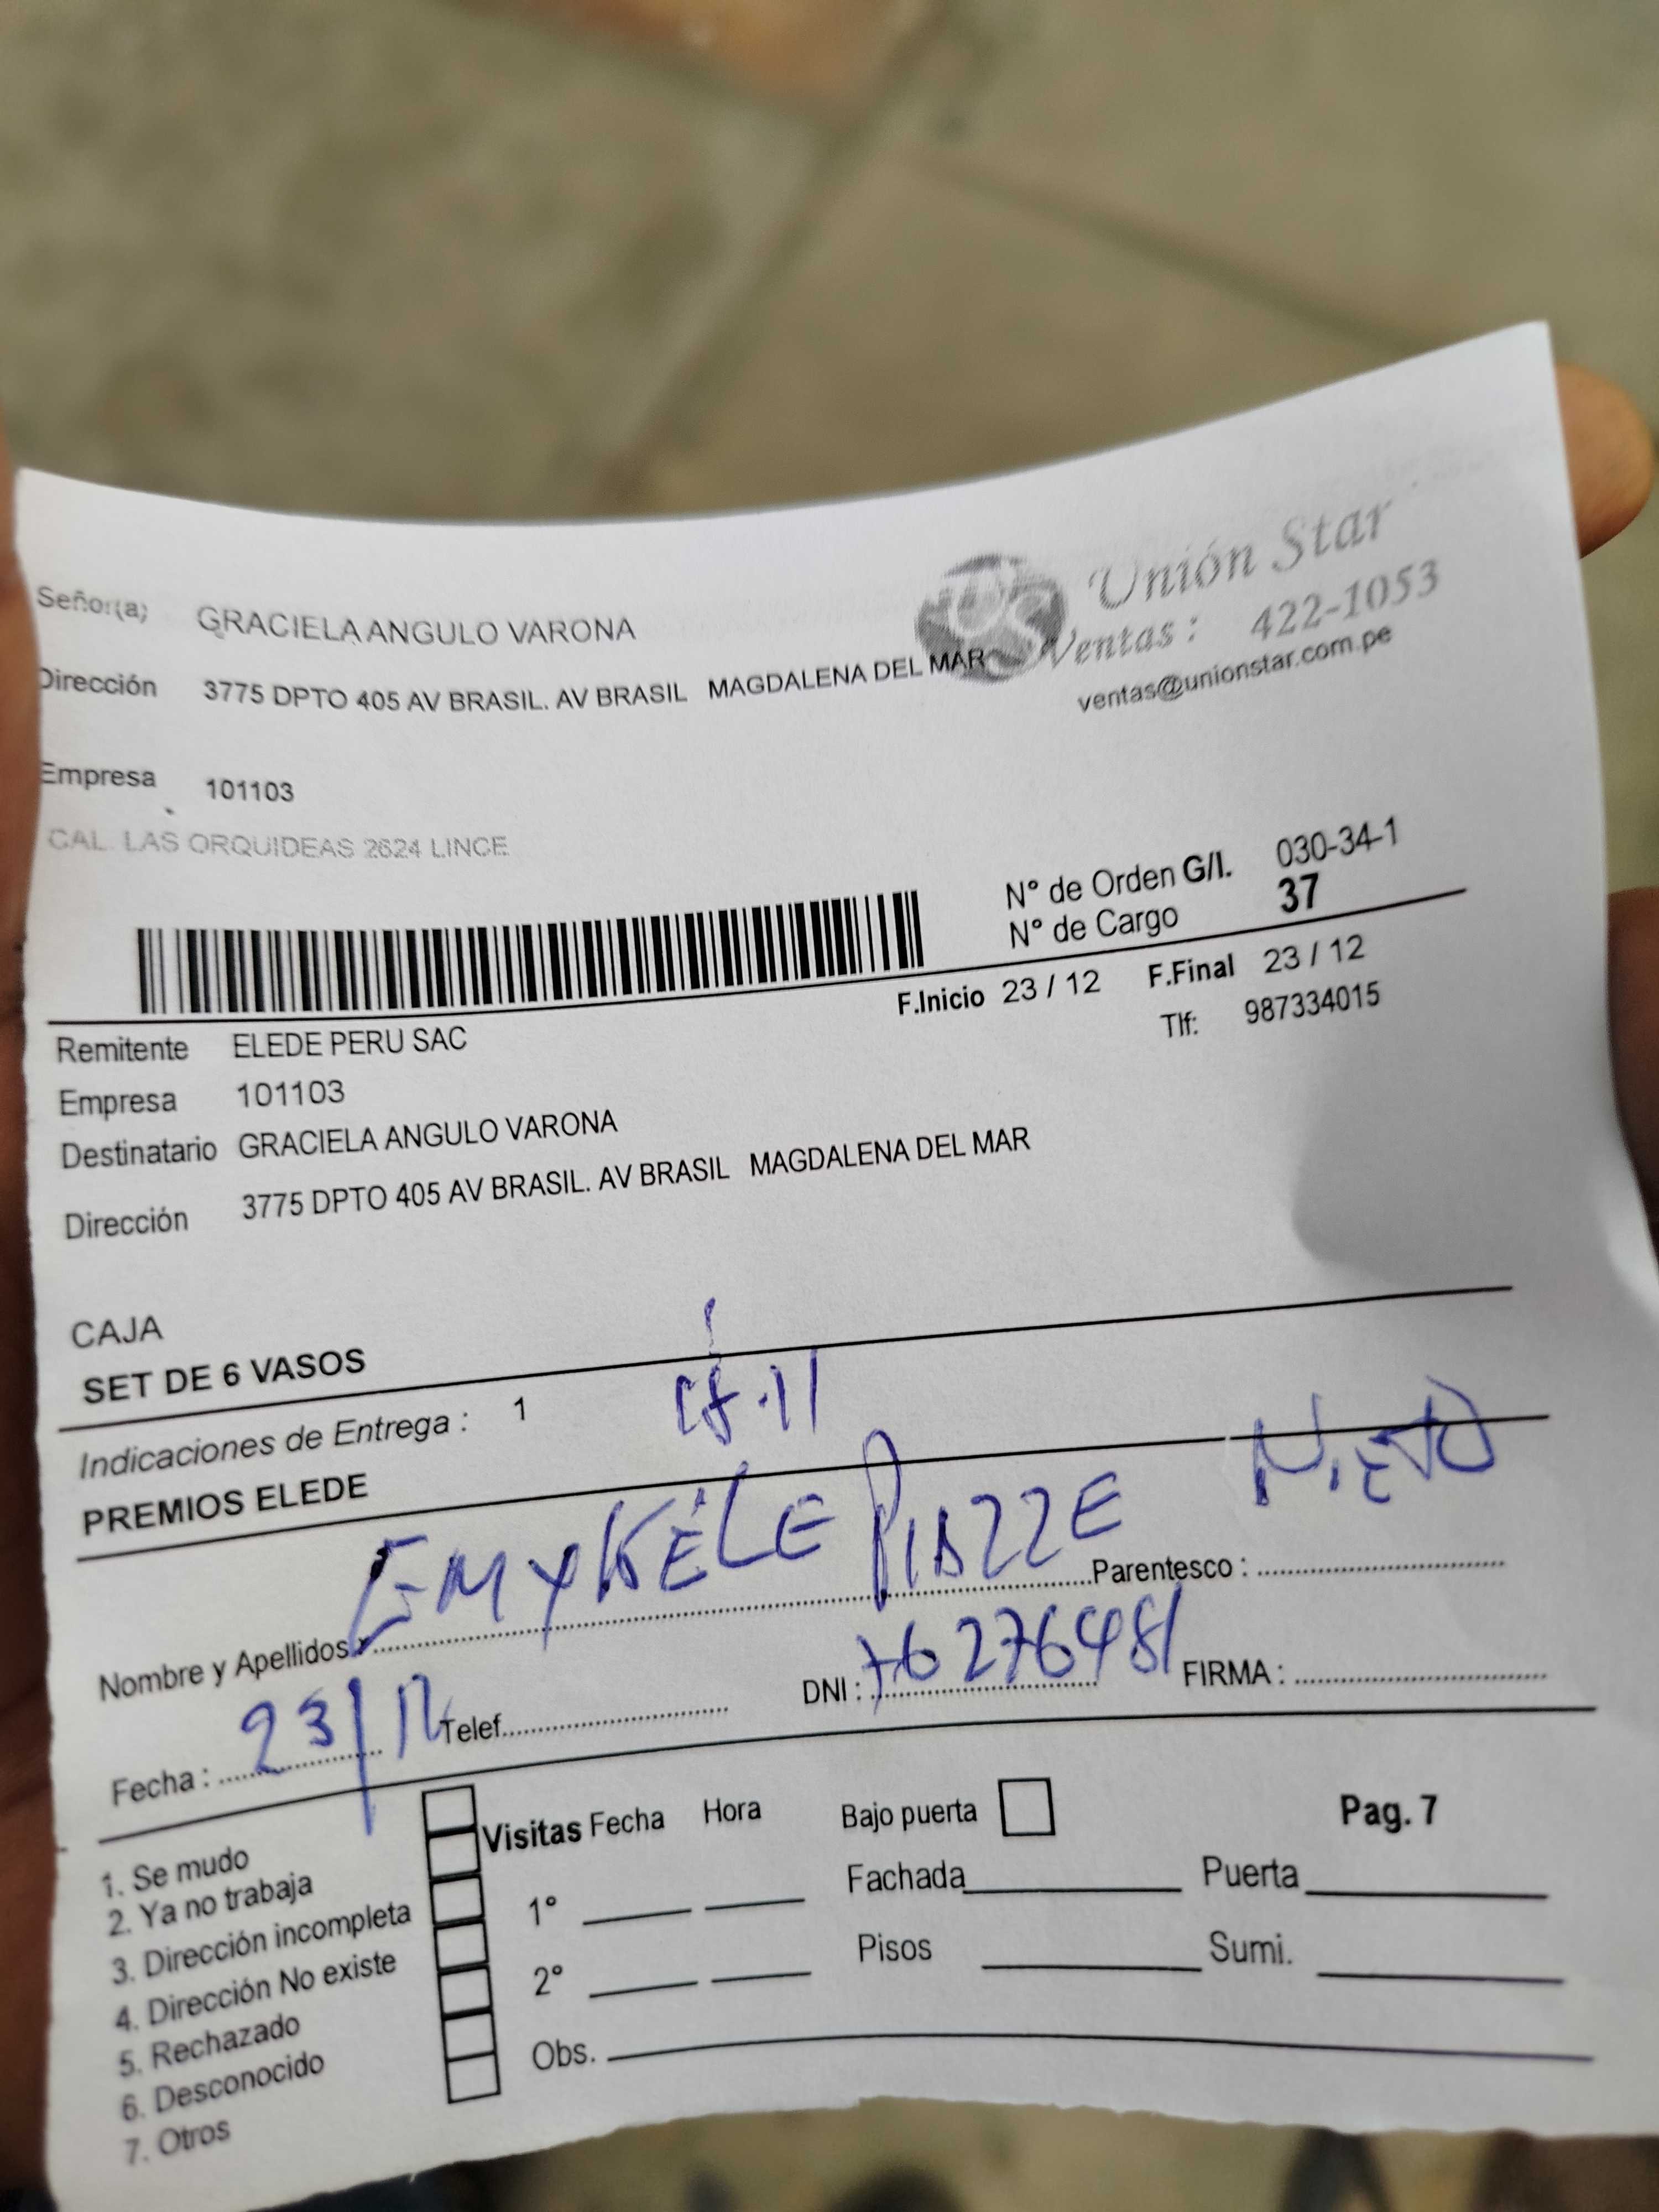 Señor(a) GRACIELA ANGULO VARONA
Unión Star
Ventas : 422-1053
ventas@unionstar.com.pe
Dirección 3775 DPTO 405 AV BRASIL. AV BRASIL MAGDALENA DEL MAR
Empresa 101103
CAL. LAS ORQUIDEAS 2624 LINCE
N° de Orden G/I. 030-34-1
N° de Cargo 37
F.Inicio 23 / 12 F.Final 23 / 12
Tlf: 987334015
Remitente ELEDE PERU SAC
Empresa 101103
Destinatario GRACIELA ANGULO VARONA
Dirección 3775 DPTO 405 AV BRASIL. AV BRASIL MAGDALENA DEL MAR
CAJA
SET DE 6 VASOS
Indicaciones de Entrega : 1
PREMIOS ELEDE
Nombre y Apellidos : EMYKELE PIAZZE Parentesco : NIETO
Fecha : 23/12 Telef. DNI : 76276481 FIRMA :
1. Se mudo
2. Ya no trabaja
3. Dirección incompleta
4. Dirección No existe
5. Rechazado
6. Desconocido
7. Otros
Visitas Fecha Hora
1°
2°
Obs.
Bajo puerta Pag. 7
Fachada Puerta
Pisos Sumi.